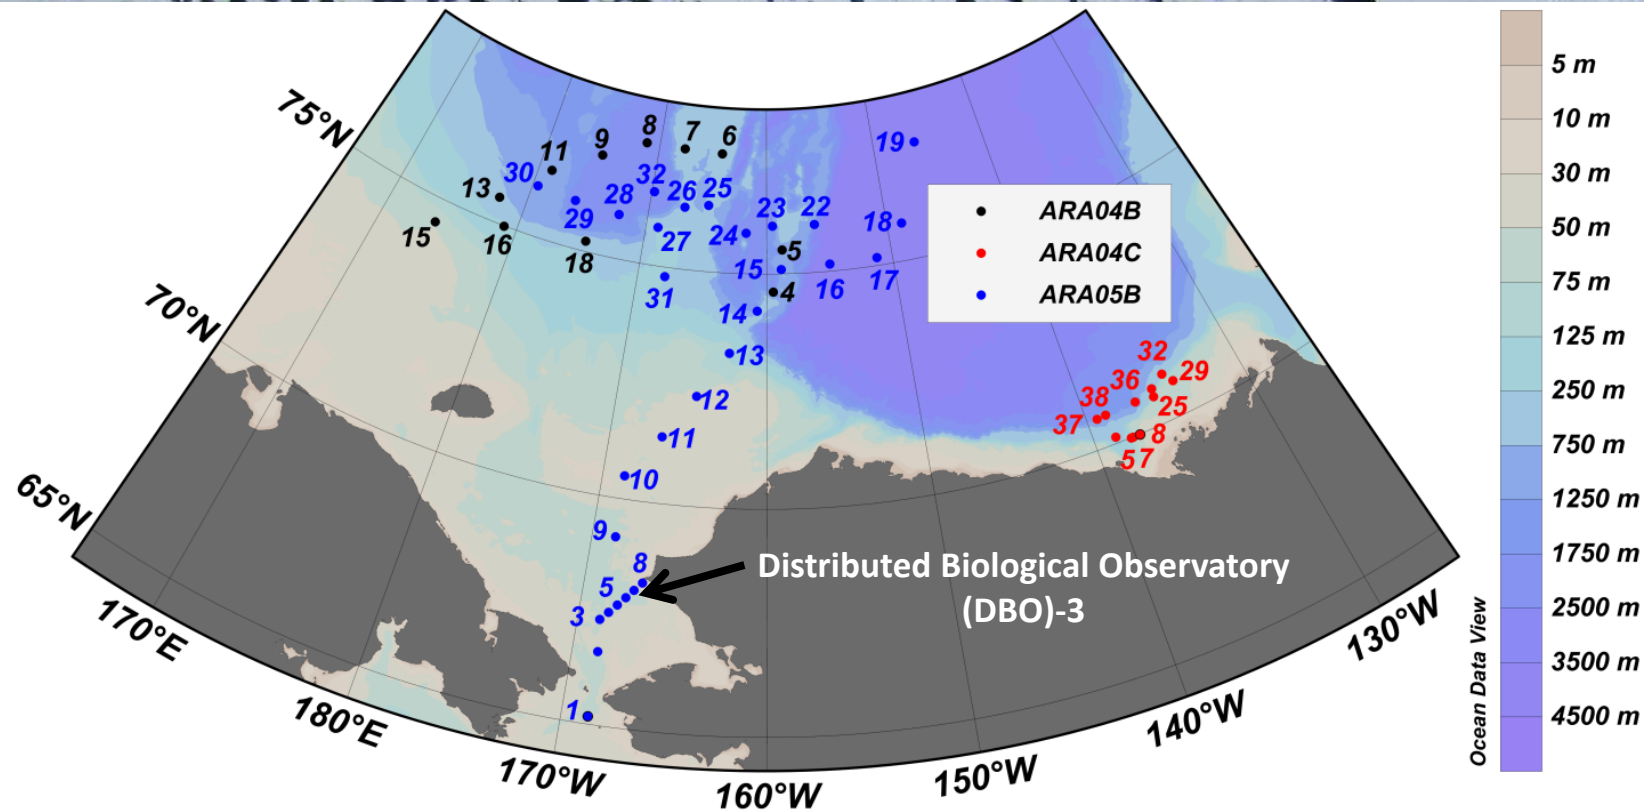 75°N
70°N
65°N
170°E
180°E
170°W
160°W
150°W
140°W
130°W
6
7
8
9
11
13
15
16
18
5
4
19
30
29
28
32
26
25
27
24
23
22
18
31
15
16
17
14
13
12
11
10
9
8
5
3
1
ARA04B
ARA04C
ARA05B
32
29
36
25
38
37
8
5
7
Distributed Biological Observatory
(DBO)-3
5 m
10 m
30 m
50 m
75 m
125 m
250 m
750 m
1250 m
1750 m
2500 m
3500 m
4500 m
Ocean Data View